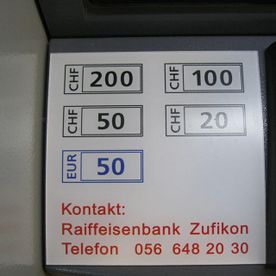 CHF 200 CHF 100
CHF 50 CHF 20
EUR 50
Kontakt:
Raiffeisenbank Zufikon
Telefon 056 648 20 30